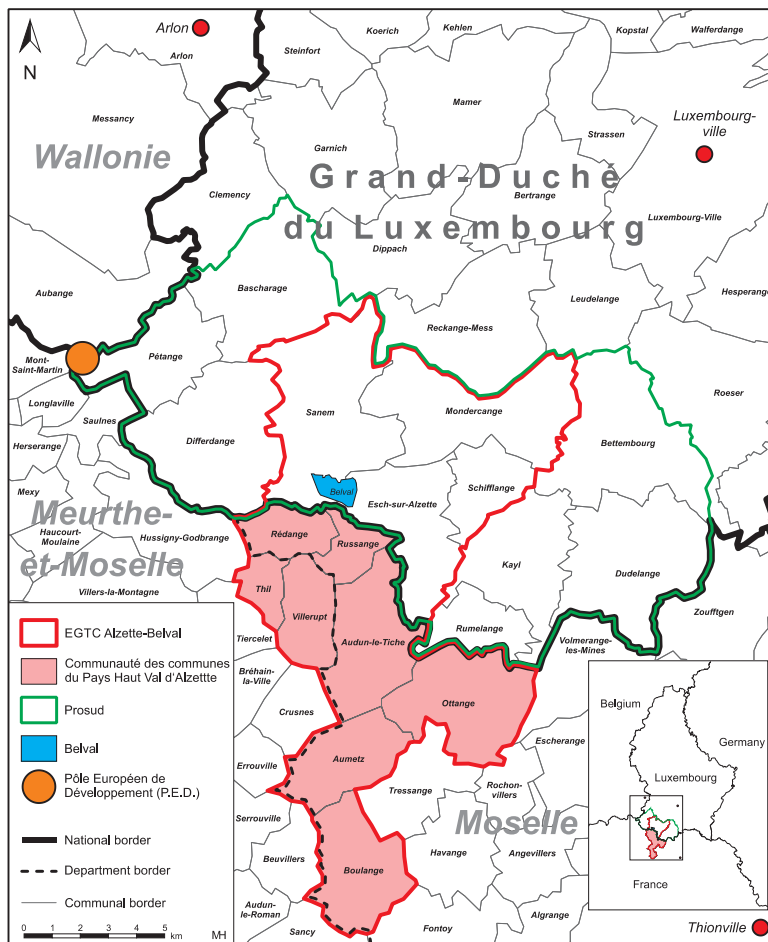 Arlon
Arlon
Steinfort
Koerich
Kehlen
Kopstal
Walferdange
N
Messancy
Mamer
Wallonie
Garnich
Strassen
Luxembourg-
ville
Grand-Duché
Clemency
Bertrange
du Luxembourg
Luxembourg-Ville
Dippach
Aubange
Bascharage
Hesperange
Leudelange
Reckange-Mess
Mont-
Saint-Martin
Pétange
Roeser
Longlaville
Saulnes
Sanem
Mondercange
Differdange
Bettembourg
Herserange
Mexy
Belval
Esch-sur-Alzette
Schifflange
Meurthe-
et-Moselle
Haucourt-
Moulaine
Hussigny-Godbrange
Rédange
Russange
Villers-la-Montagne
Thil
Kayl
Dudelange
Villerupt
Zoufftgen
Tiercelet
Audun-le-Tiche
Rumelange
Volmerange-
les-Mines
Bréhain-
la-Ville
Crusnes
Ottange
Escherange
Errouville
Aumetz
Tressange
Rochon-
villers
Serrouville
Moselle
Beuvillers
Boulange
Havange
Angevillers
Audun-
le-Roman
Sancy
Fontoy
Algrange
Thionville
EGTC Alzette-Belval
Communauté des communes
du Pays Haut Val d'Alzettte
Prosud
Belval
Pôle Européen de
Développement (P.E.D.)
National border
Department border
Communal border
0 1 2 3 4 5
km
MH
Belgium
Germany
Luxembourg
France